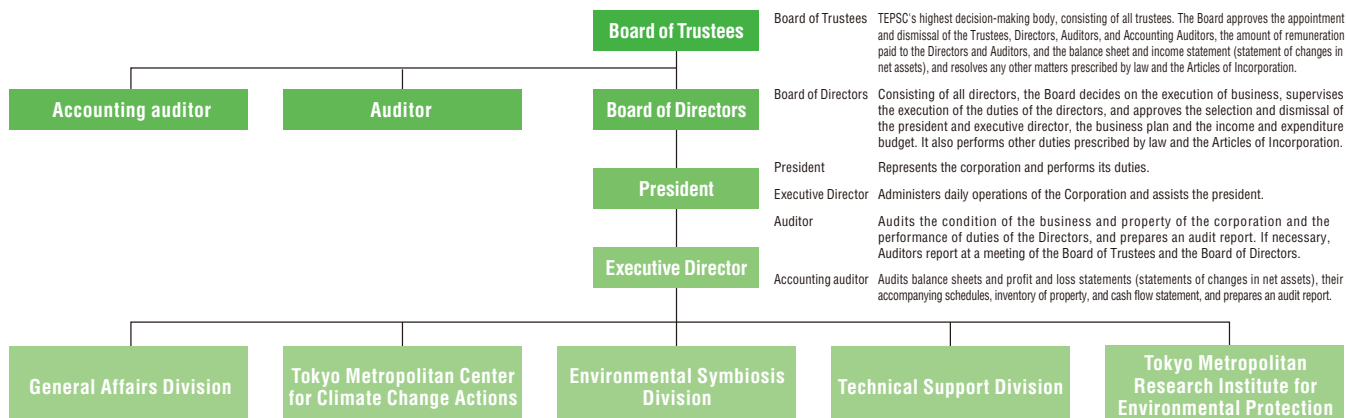 Board of Trustees
Accounting auditor
Auditor
Board of Directors
President
Executive Director
General Affairs Division
Tokyo Metropolitan Center
for Climate Change Actions
Environmental Symbiosis
Division
Technical Support Division
Tokyo Metropolitan
Research Institute for
Environmental Protection
Board of Trustees TEPSC's highest decision-making body, consisting of all trustees. The Board approves the appointment
and dismissal of the Trustees, Directors, Auditors, and Accounting Auditors, the amount of remuneration
paid to the Directors and Auditors, and the balance sheet and income statement (statement of changes in
net assets), and resolves any other matters prescribed by law and the Articles of Incorporation.
Board of Directors Consisting of all directors, the Board decides on the execution of business, supervises
the execution of the duties of the directors, and approves the selection and dismissal of
the president and executive director, the business plan and the income and expenditure
budget. It also performs other duties prescribed by law and the Articles of Incorporation.
President Represents the corporation and performs its duties.
Executive Director Administers daily operations of the Corporation and assists the president.
Auditor Audits the condition of the business and property of the corporation and the
performance of duties of the Directors, and prepares an audit report. If necessary,
Auditors report at a meeting of the Board of Trustees and the Board of Directors.
Accounting auditor Audits balance sheets and profit and loss statements (statements of changes in net assets), their
accompanying schedules, inventory of property, and cash flow statement, and prepares an audit report.